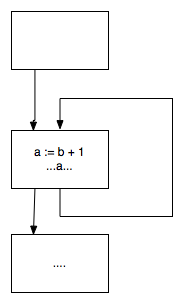 a := b + 1
...a...
....